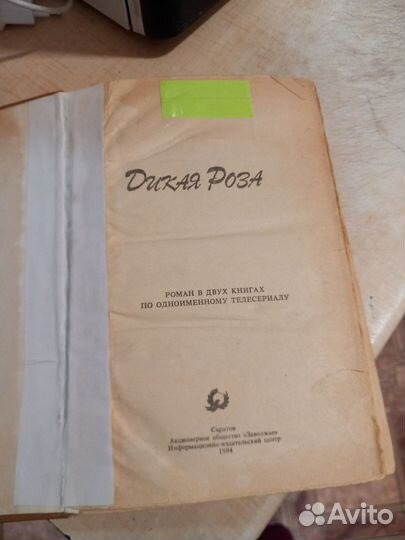 Дикая Роза
РОМАН В ДВУХ КНИГАХ
ПО ОДНОИМЕННОМУ ТЕЛЕСЕРИАЛУ
Саратов
Акционерное общество «Заволжье»
Информационно-издательский центр
1994
Avito